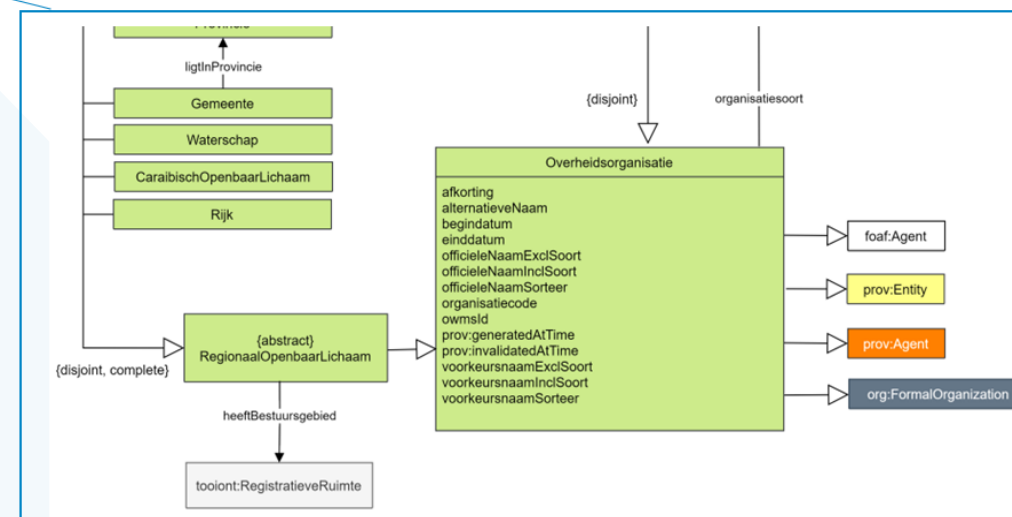 Provincie
ligtInProvincie
Gemeente
Waterschap
CaraibischOpenbaarLichaam
Rijk
{disjoint, complete}
{abstract}
RegionaalOpenbaarLichaam
heeftBestuursgebied
tooiont:RegistratieveRuimte
{disjoint}
organisatiesoort
Overheidsorganisatie
afkorting
alternatieveNaam
begindatum
einddatum
officieleNaamExclSoort
officieleNaamInclSoort
officieleNaamSorteer
organisatiecode
owmsId
prov:generatedAtTime
prov:invalidatedAtTime
voorkeursnaamExclSoort
voorkeursnaamInclSoort
voorkeursnaamSorteer
foaf:Agent
prov:Entity
prov:Agent
org:FormalOrganization